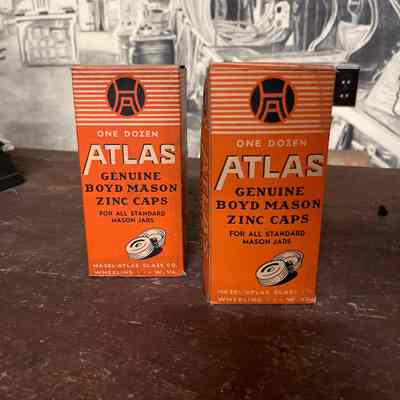 ONE DOZEN
ATLAS
GENUINE
BOYD MASON
ZINC CAPS
FOR ALL STANDARD
MASON JARS
HAZEL-ATLAS GLASS CO.
WHEELING W. VA.
ONE DOZEN
ATLAS
GENUINE
BOYD MASON
ZINC CAPS
FOR ALL STANDARD
MASON JARS
HAZEL-ATLAS GLASS CO.
WHEELING W. VA.